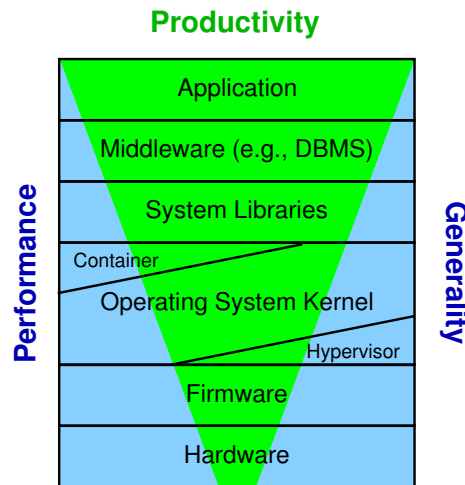 Productivity
Application
Middleware (e.g., DBMS)
System Libraries
Performance
Generality
Container
Operating System Kernel
Hypervisor
Firmware
Hardware